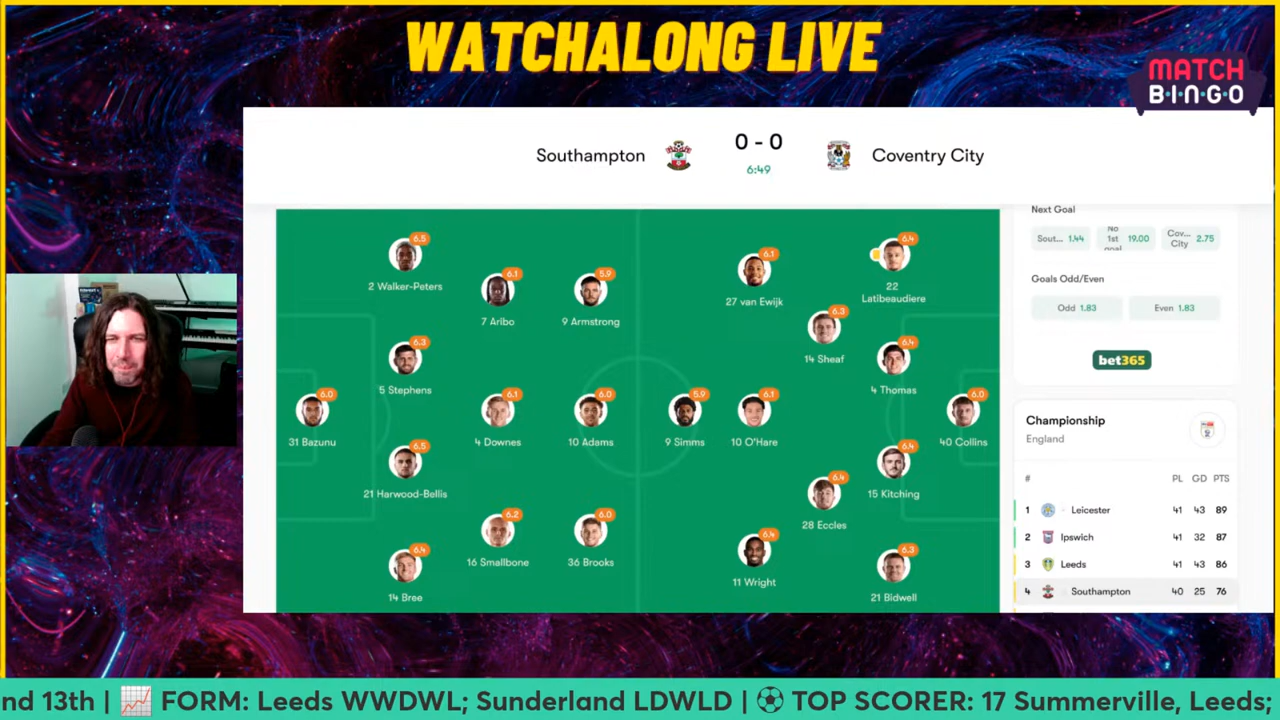 WATCHALONG LIVE
MATCH
B·I·N·G·O
Southampton
0 - 0
Coventry City
6:49
Next Goal
Sout... 1.44
No 1st goal 19.00
Cov... City 2.75
Goals Odd/Even
Odd 1.83
Even 1.83
bet365
6.5
2 Walker-Peters
6.1
7 Aribo
5.9
9 Armstrong
6.3
5 Stephens
6.0
31 Bazunu
6.1
4 Downes
6.0
10 Adams
6.5
21 Harwood-Bellis
6.2
16 Smallbone
6.0
36 Brooks
6.4
14 Bree
6.1
27 van Ewijk
6.4
22
Latibeaudiere
6.3
14 Sheaf
6.4
4 Thomas
5.9
9 Simms
6.1
10 O'Hare
6.0
40 Collins
6.4
15 Kitching
6.4
28 Eccles
6.4
11 Wright
6.3
21 Bidwell
Championship
England
# PL GD PTS
1 Leicester 41 43 89
2 Ipswich 41 32 87
3 Leeds 41 43 86
4 Southampton 40 25 76
nd 13th | 📈 FORM: Leeds WWDWL; Sunderland LDWLD | ⚽ TOP SCORER: 17 Summerville, Leeds;